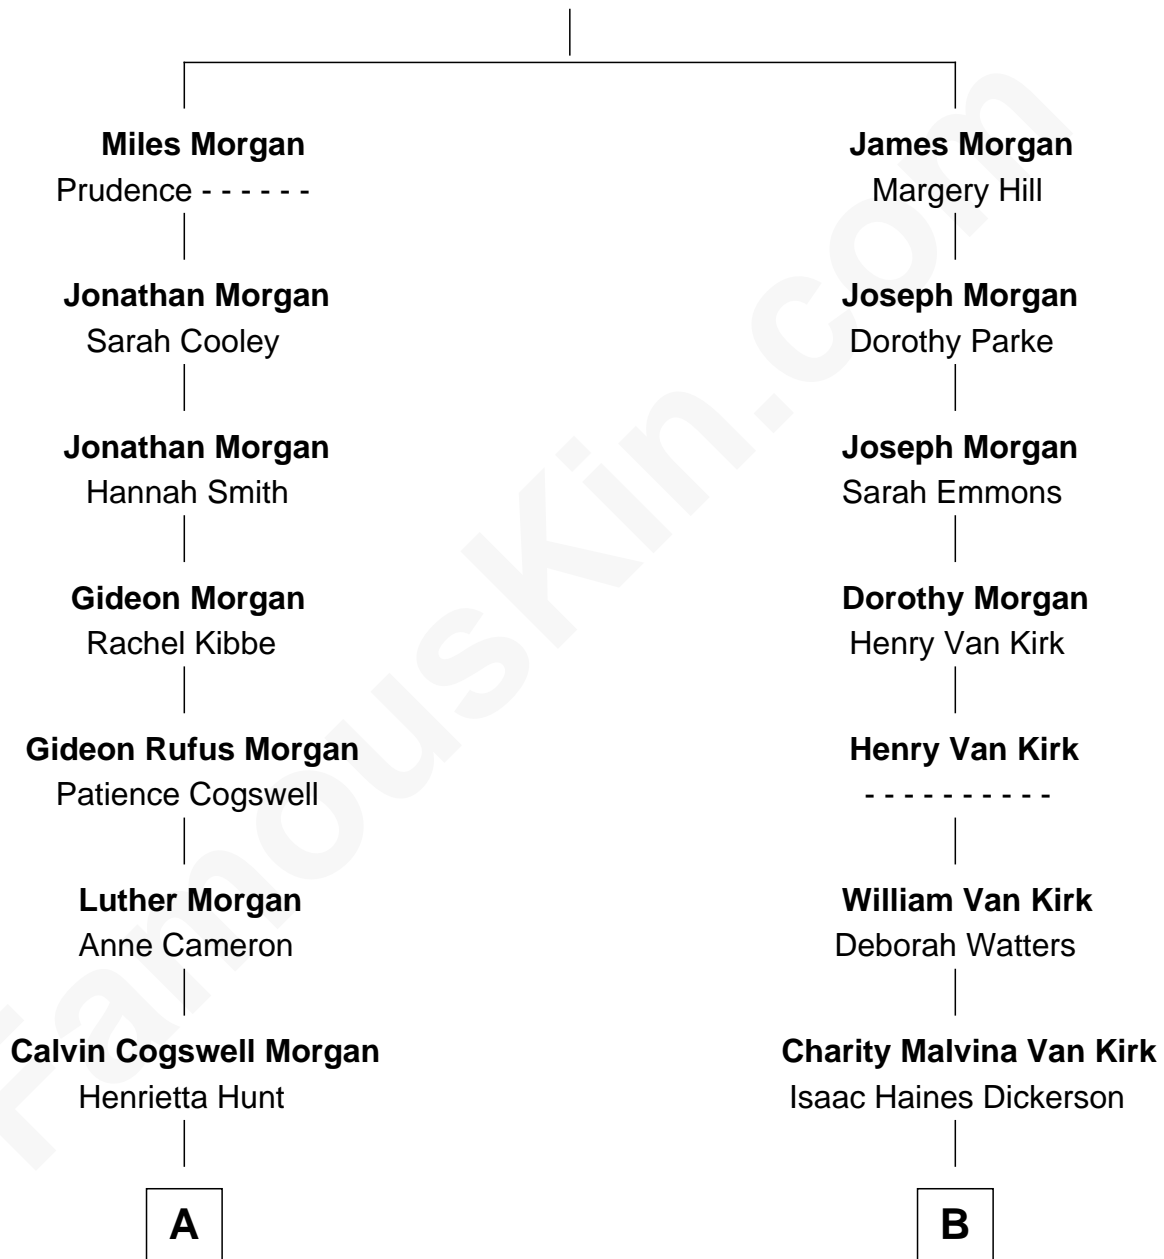 Miles Morgan
Prudence - - - - - -
Jonathan Morgan
Sarah Cooley
Jonathan Morgan
Hannah Smith
Gideon Morgan
Rachel Kibbe
Gideon Rufus Morgan
Patience Cogswell
Luther Morgan
Anne Cameron
Calvin Cogswell Morgan
Henrietta Hunt
A
James Morgan
Margery Hill
Joseph Morgan
Dorothy Parke
Joseph Morgan
Sarah Emmons
Dorothy Morgan
Henry Van Kirk
Henry Van Kirk
- - - - - - - - - -
William Van Kirk
Deborah Watters
Charity Malvina Van Kirk
Isaac Haines Dickerson
B
FamousKin.com